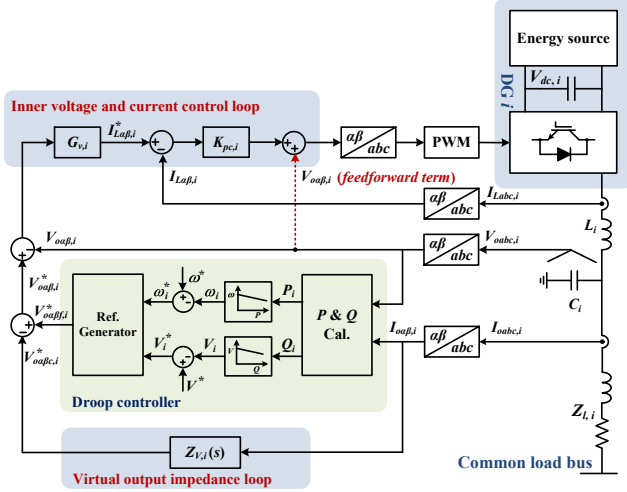 Energy source
V_{dc, i}
DG i
Inner voltage and current control loop
G_{v,i}
I^*_{Lαβ,i}
-
+
K_{pc,i}
+
+
αβ
abc
PWM
I_{Lαβ,i}
V_{oαβ,i} (feedforward term)
αβ
abc
I_{Labc,i}
L_i
V_{oαβ,i}
αβ
abc
V_{oabc,i}
+
-
V^*_{oαβ,i}
C_i
ω^*
ω^*_i
-
+
ω_i
ω
P
P_i
Ref.
Generator
P & Q
Cal.
V^*_{oαβf,i}
+
-
V^*_{oαβc,i}
V^*_i
-
+
V_i
V
Q
Q_i
V^*
I_{oαβ,i}
αβ
abc
I_{oabc,i}
Droop controller
Z_{l, i}
Z_{V,i}(s)
Virtual output impedance loop
Common load bus